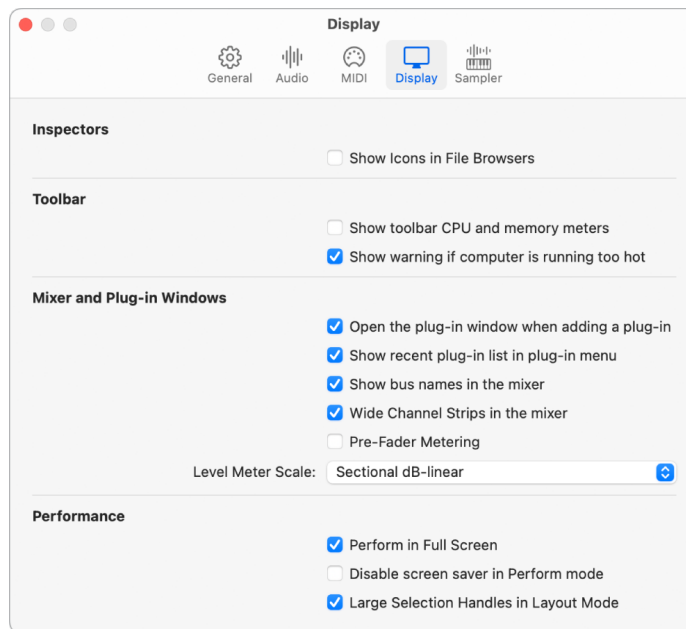 Display
General
Audio
MIDI
Display
Sampler
Inspectors
Show Icons in File Browsers
Toolbar
Show toolbar CPU and memory meters
Show warning if computer is running too hot
Mixer and Plug-in Windows
Open the plug-in window when adding a plug-in
Show recent plug-in list in plug-in menu
Show bus names in the mixer
Wide Channel Strips in the mixer
Pre-Fader Metering
Level Meter Scale: Sectional dB-linear
Performance
Perform in Full Screen
Disable screen saver in Perform mode
Large Selection Handles in Layout Mode